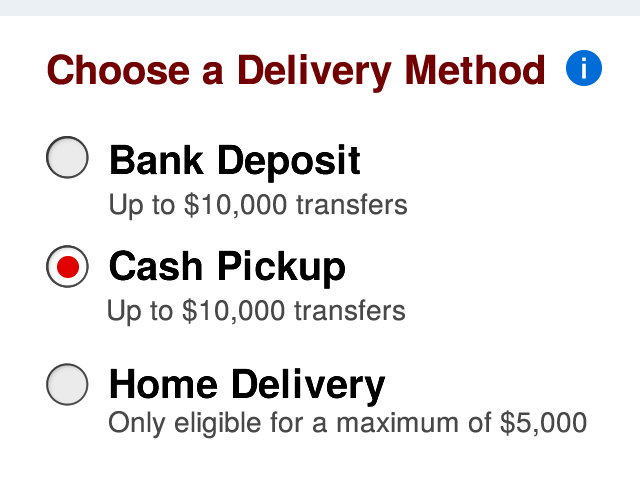 Choose a Delivery Method i
Bank Deposit
Up to $10,000 transfers
Cash Pickup
Up to $10,000 transfers
Home Delivery
Only eligible for a maximum of $5,000